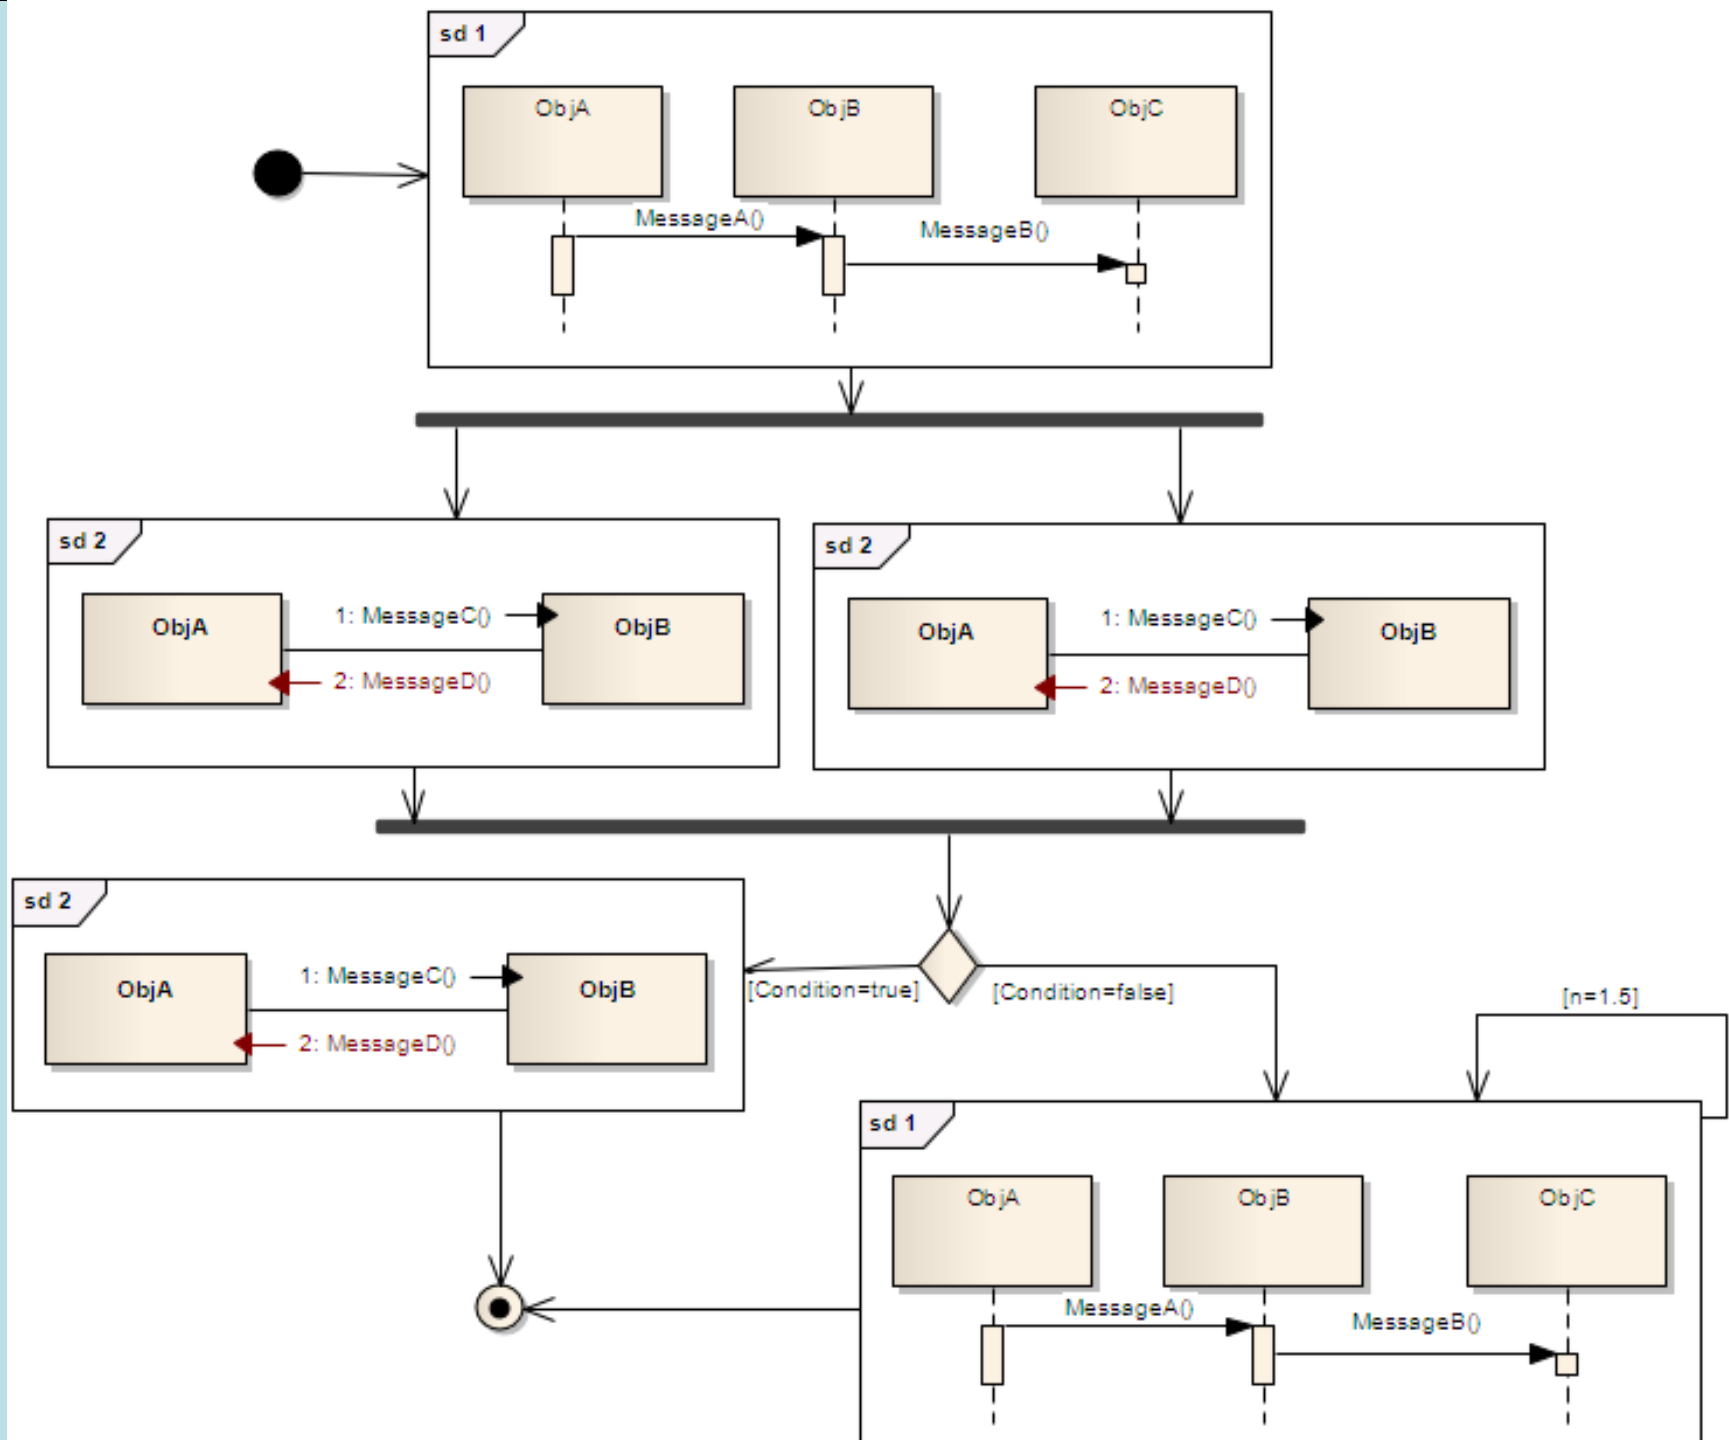 sd 1
ObjA ObjB ObjC
MessageA()
MessageB()
sd 2
ObjA 1: MessageC() ObjB
2: MessageD()
sd 2
ObjA 1: MessageC() ObjB
2: MessageD()
sd 2
ObjA 1: MessageC() ObjB
2: MessageD()
[Condition=true] [Condition=false]
[n=1.5]
sd 1
ObjA ObjB ObjC
MessageA()
MessageB()